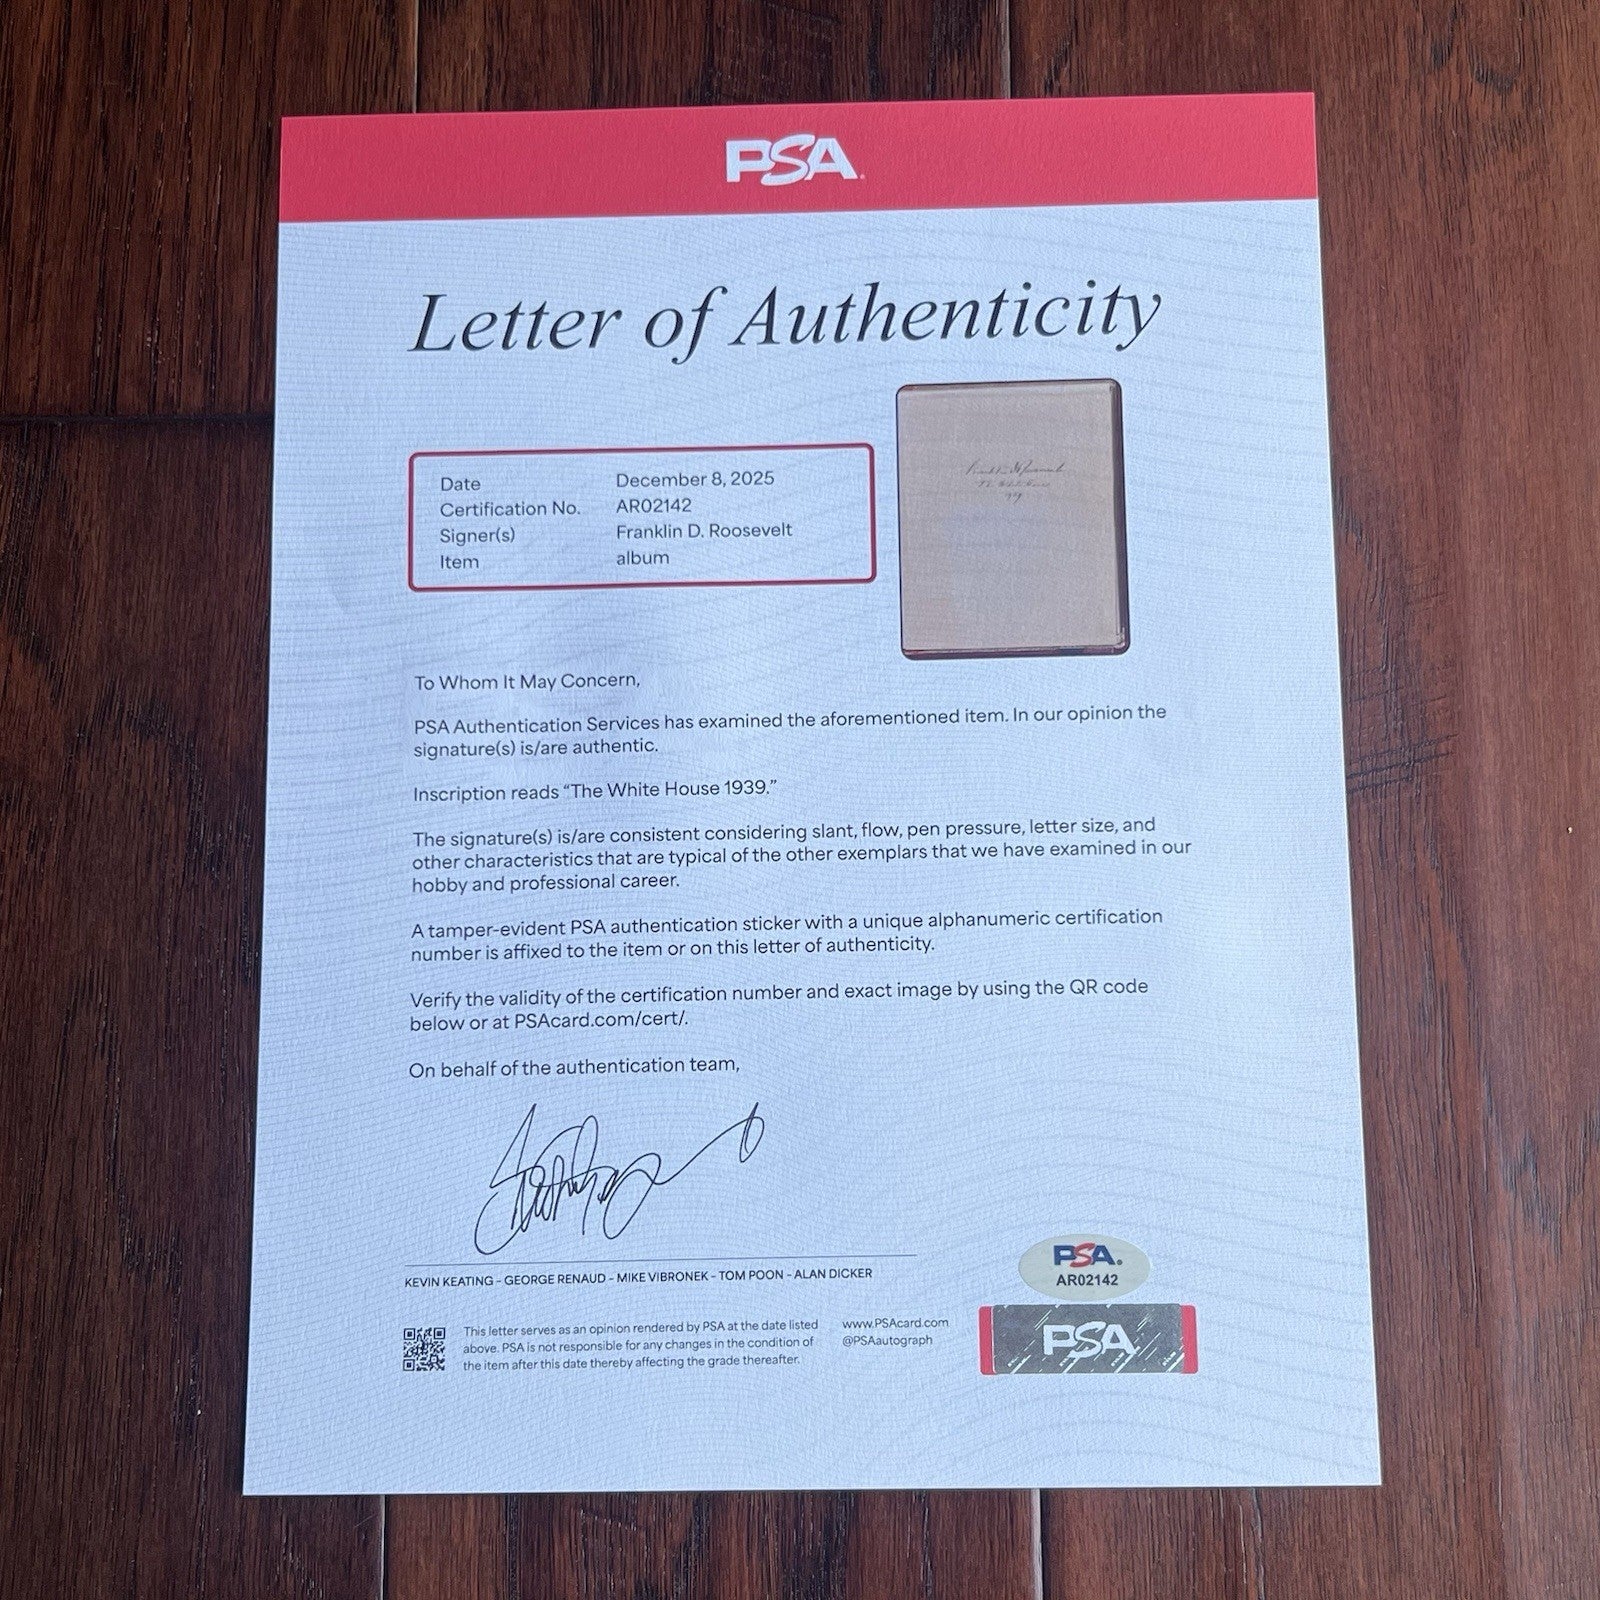 PSA
Letter of Authenticity
Date December 8, 2025
Certification No. AR02142
Signer(s) Franklin D. Roosevelt
Item album
To Whom It May Concern,
PSA Authentication Services has examined the aforementioned item. In our opinion the
signature(s) is/are authentic.
Inscription reads “The White House 1939.”
The signature(s) is/are consistent considering slant, flow, pen pressure, letter size, and
other characteristics that are typical of the other exemplars that we have examined in our
hobby and professional career.
A tamper-evident PSA authentication sticker with a unique alphanumeric certification
number is affixed to the item or on this letter of authenticity.
Verify the validity of the certification number and exact image by using the QR code
below or at PSAcard.com/cert/.
On behalf of the authentication team,
KEVIN KEATING - GEORGE RENAUD - MIKE VIBRONEK - TOM POON - ALAN DICKER
This letter serves as an opinion rendered by PSA at the date listed
above. PSA is not responsible for any changes in the condition of
the item after this date thereby affecting the grade thereafter.
www.PSAcard.com
@PSAautograph
PSA.
AR02142
PSA